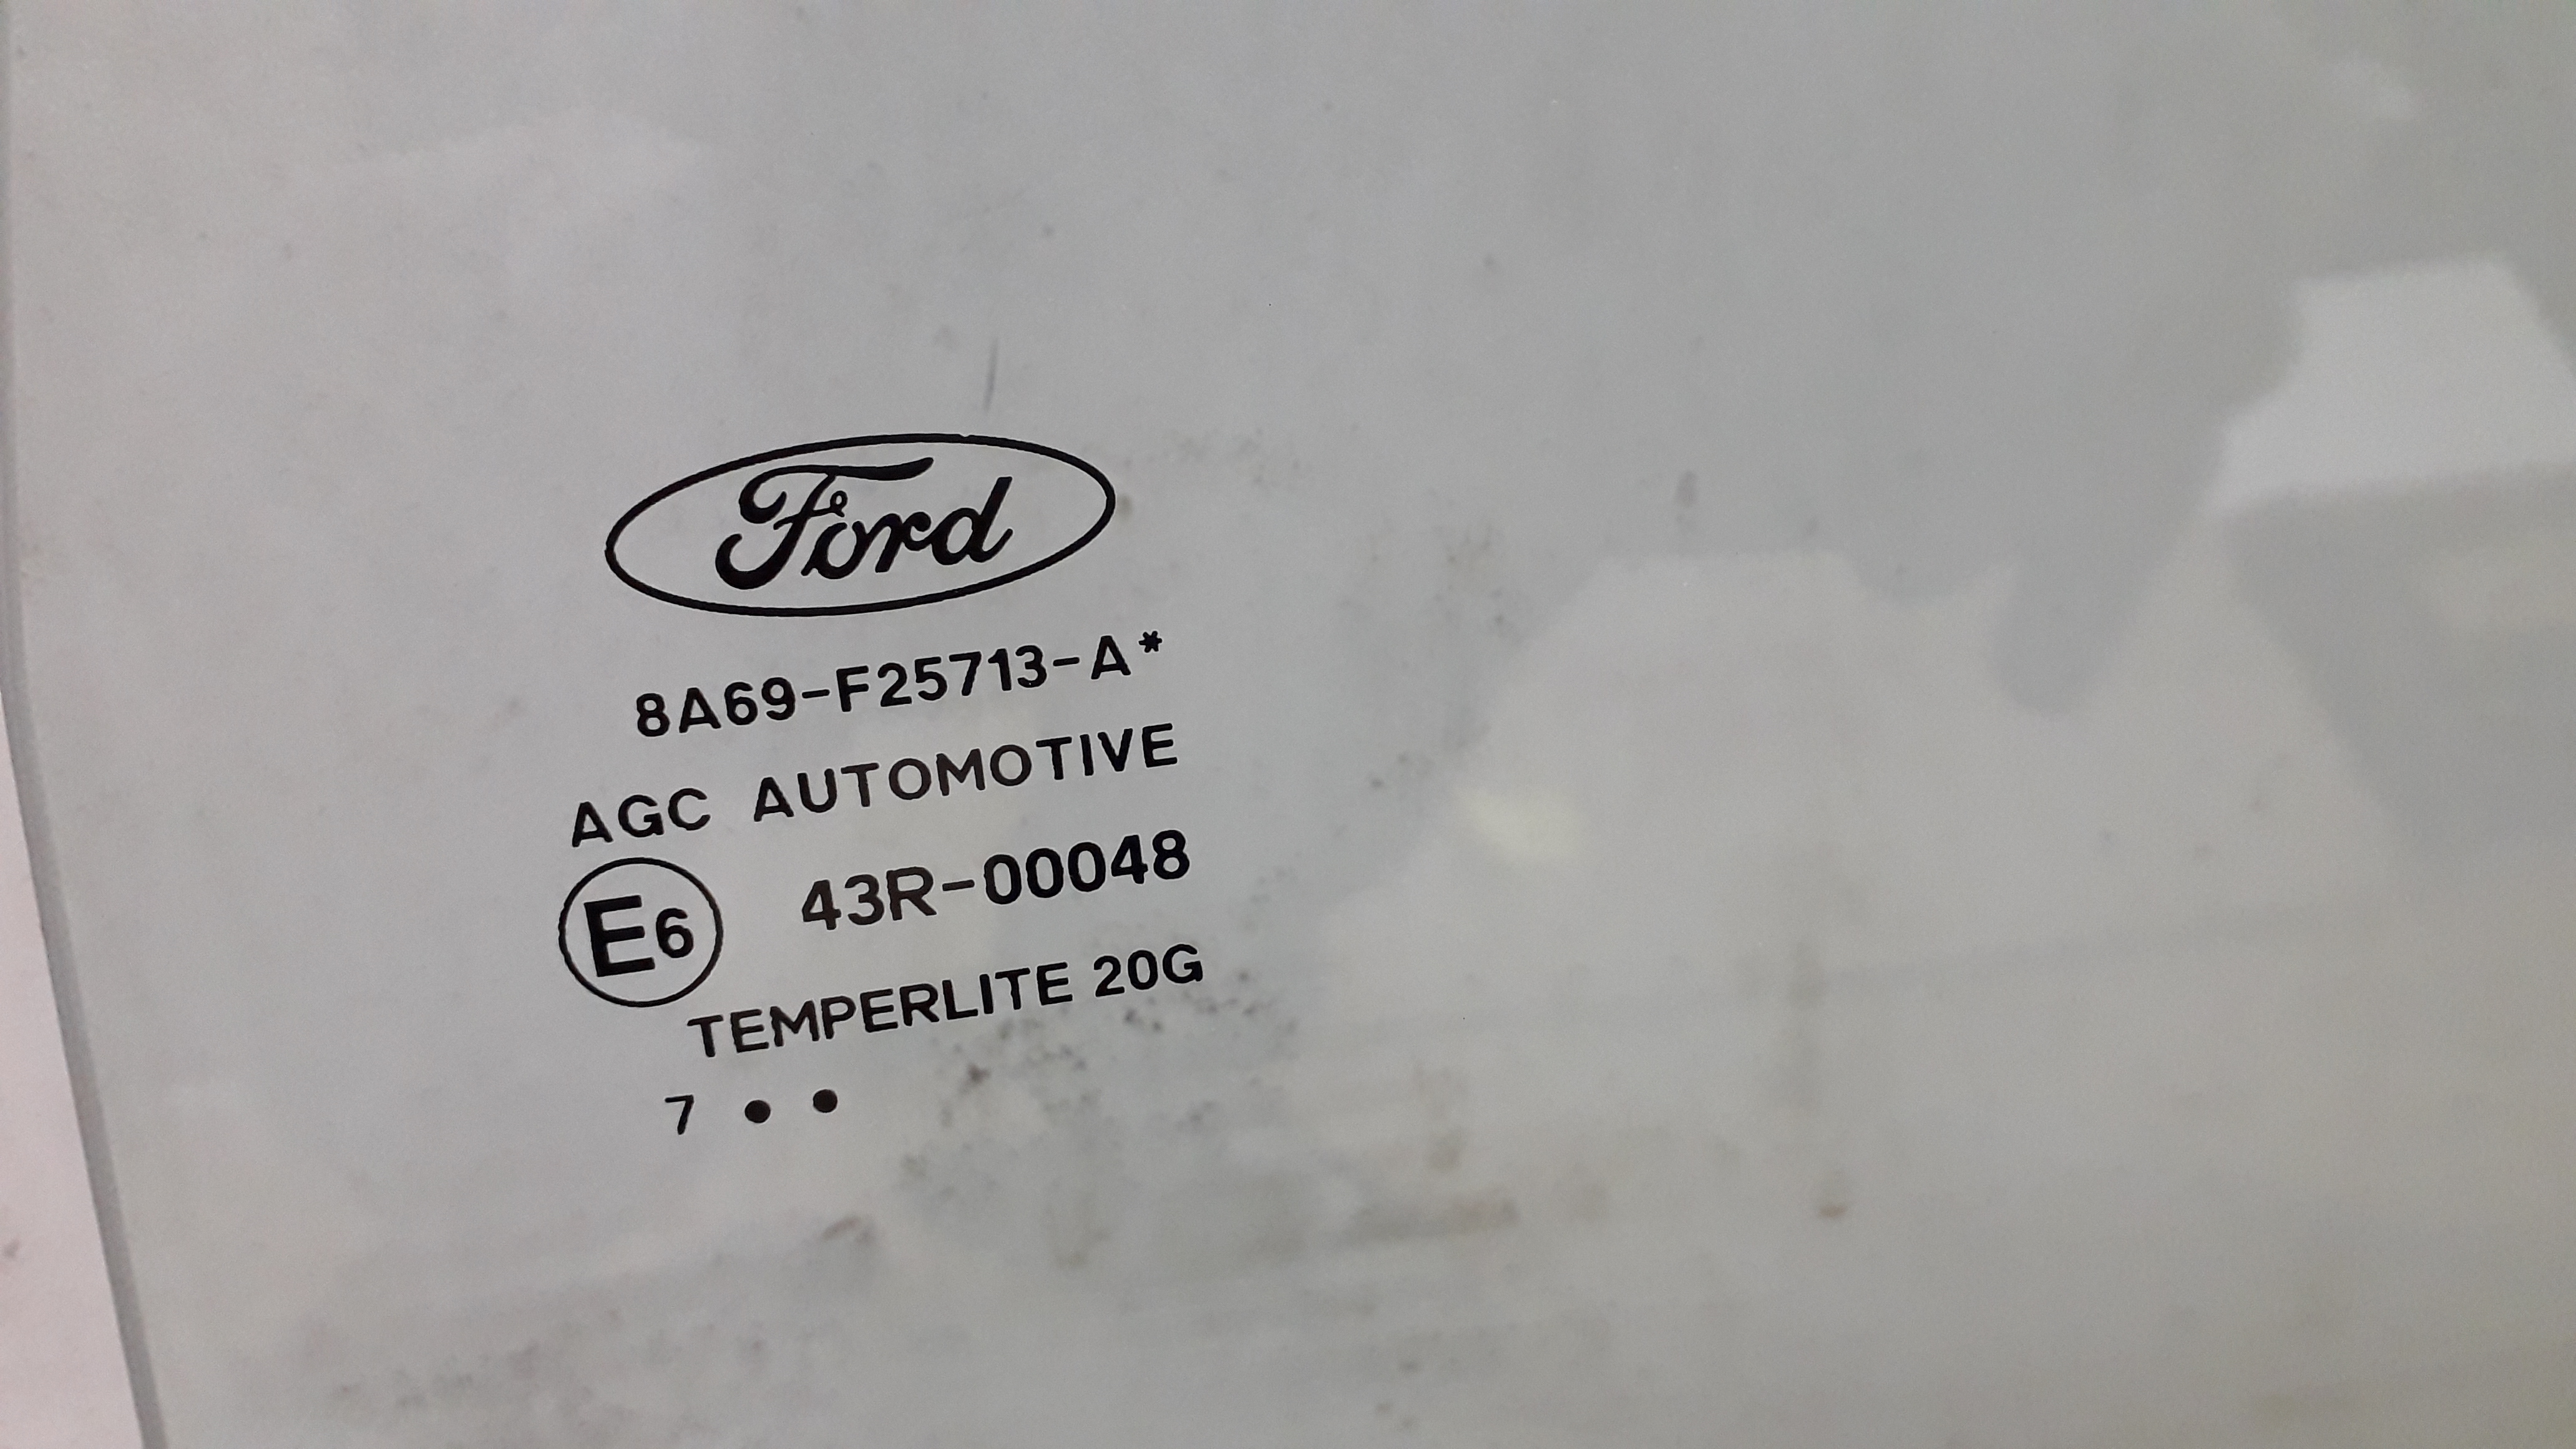 Ford
8A69-F25713-A*
AGC AUTOMOTIVE
E6 43R-00048
TEMPERLITE 20G
7 • •